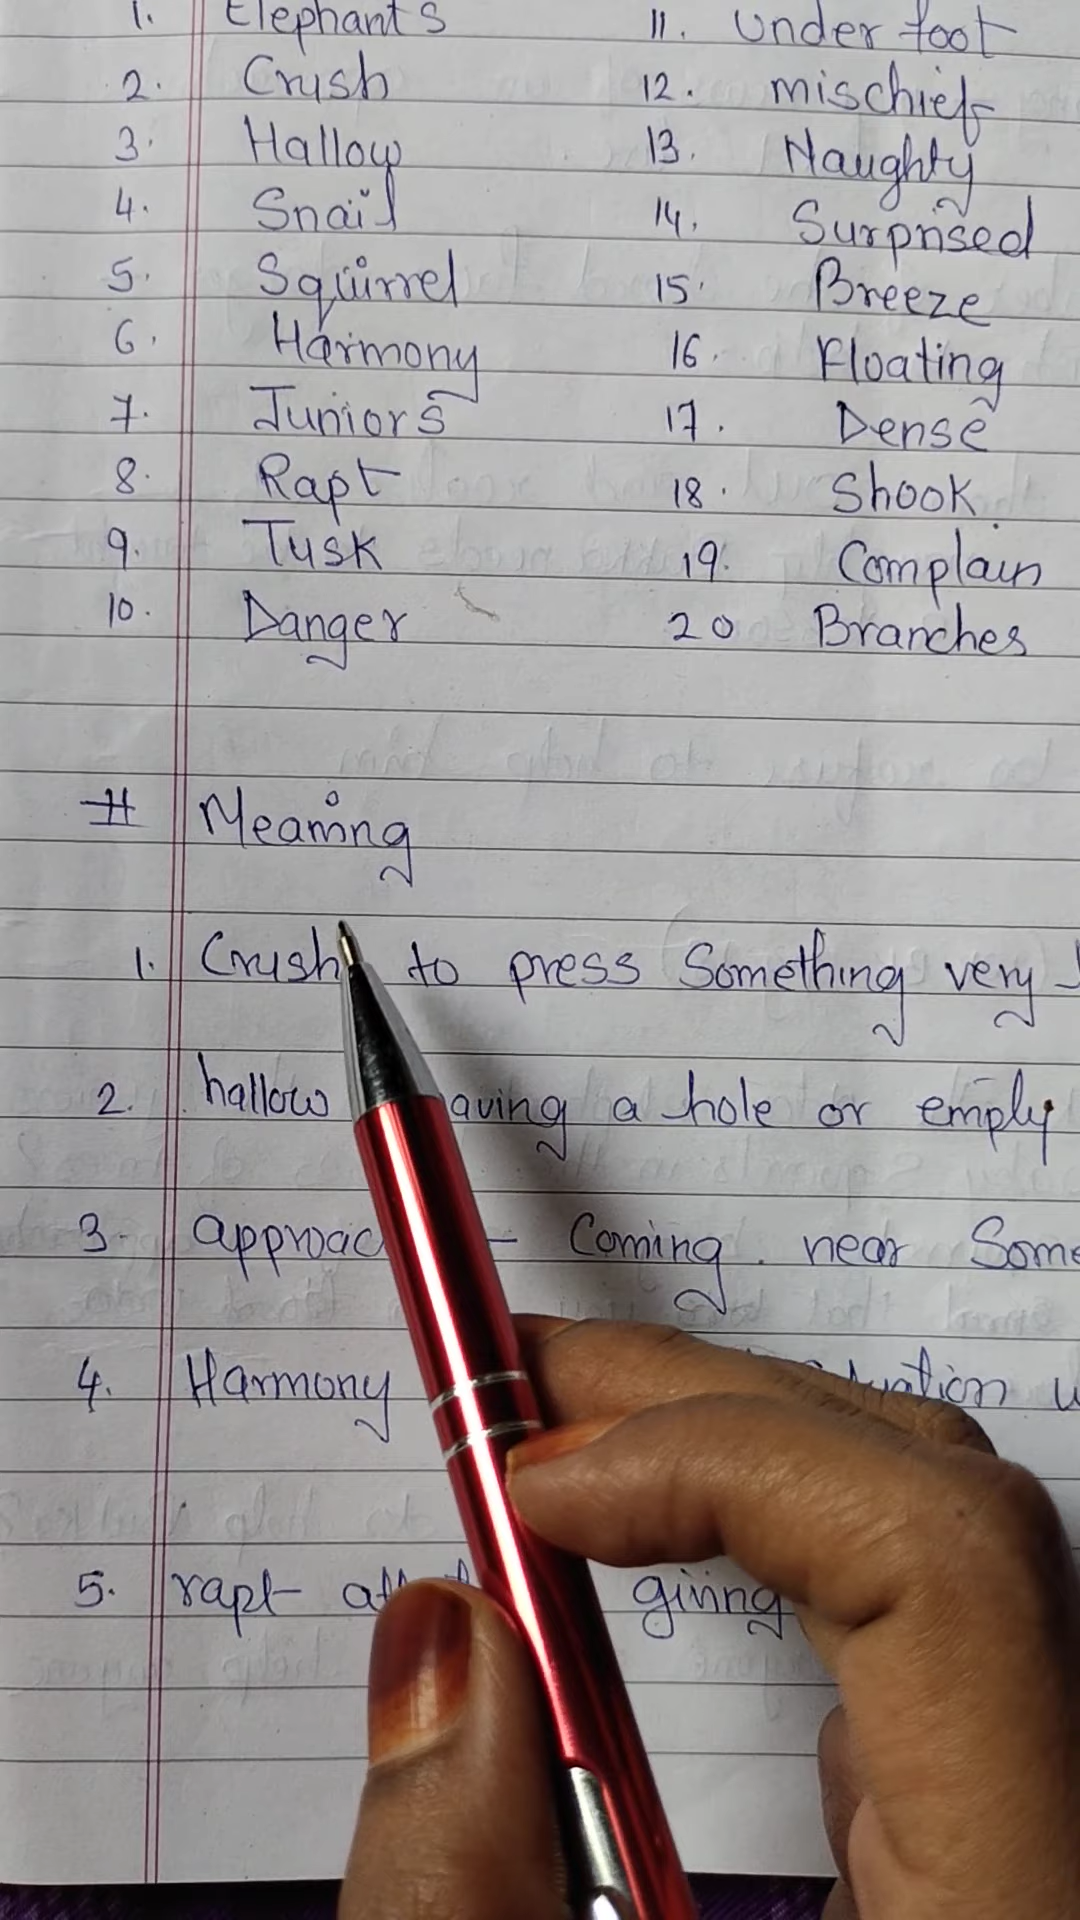 1. Elephants 11. Under foot
2. Crush 12. mischief
3. Hallow 13. Naughty
4. Snail 14. Surprised
5. Squirrel 15. Breeze
6. Harmony 16. Floating
7. Juniors 17. Dense
8. Rapt 18. Shook
9. Tusk 19. Complain
10. Danger 20 Branches
# Meaning
1. Crush to press Something very
2. hallow a hole or emply
3. - Coming near
4. Harmony
5. rapt giving